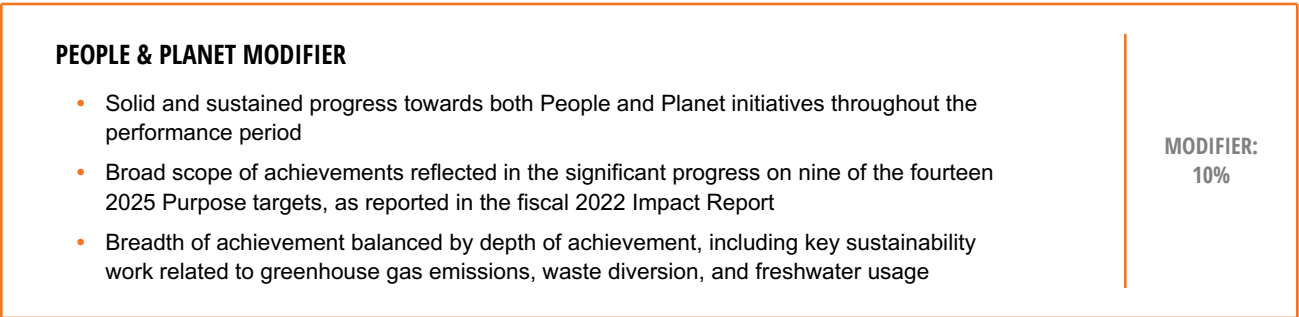 PEOPLE & PLANET MODIFIER
• Solid and sustained progress towards both People and Planet initiatives throughout the
performance period
• Broad scope of achievements reflected in the significant progress on nine of the fourteen
2025 Purpose targets, as reported in the fiscal 2022 Impact Report
• Breadth of achievement balanced by depth of achievement, including key sustainability
work related to greenhouse gas emissions, waste diversion, and freshwater usage
MODIFIER:
10%